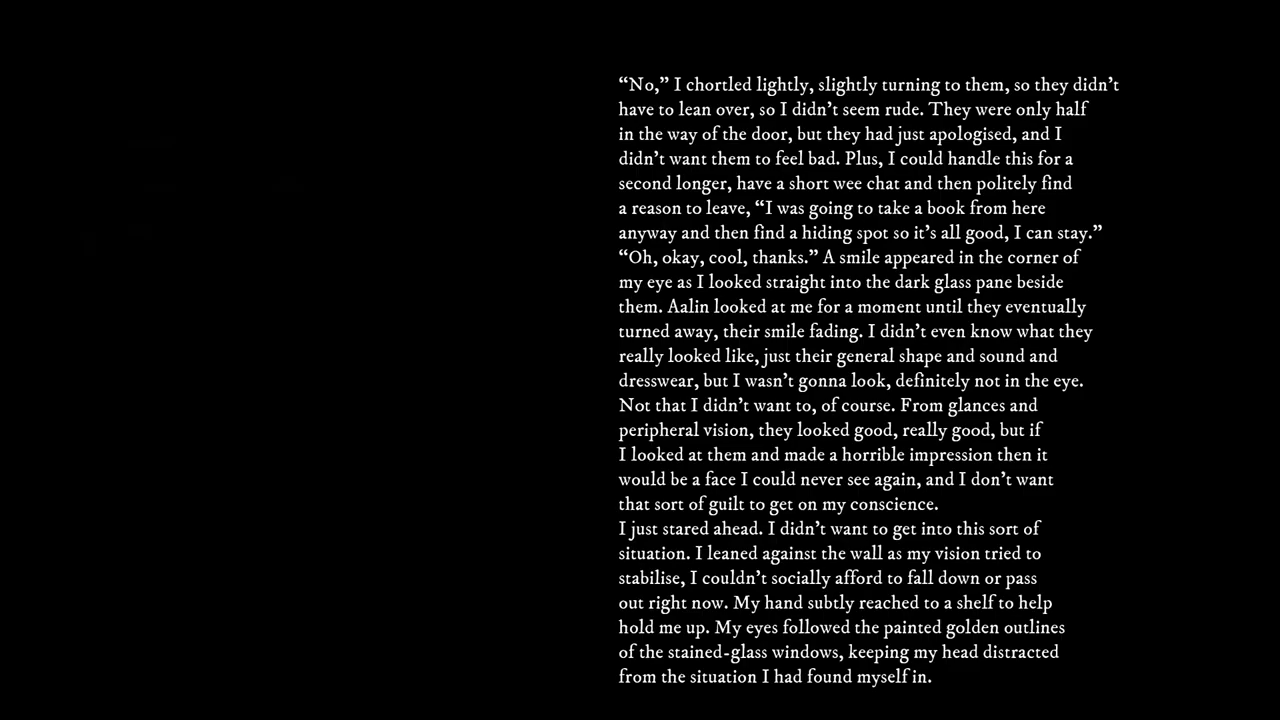 “No,” I chortled lightly, slightly turning to them, so they didn’t
have to lean over, so I didn’t seem rude. They were only half
in the way of the door, but they had just apologised, and I
didn’t want them to feel bad. Plus, I could handle this for a
second longer, have a short wee chat and then politely find
a reason to leave, “I was going to take a book from here
anyway and then find a hiding spot so it’s all good, I can stay.”
“Oh, okay, cool, thanks.” A smile appeared in the corner of
my eye as I looked straight into the dark glass pane beside
them. Aalin looked at me for a moment until they eventually
turned away, their smile fading. I didn’t even know what they
really looked like, just their general shape and sound and
dresswear, but I wasn’t gonna look, definitely not in the eye.
Not that I didn’t want to, of course. From glances and
peripheral vision, they looked good, really good, but if
I looked at them and made a horrible impression then it
would be a face I could never see again, and I don’t want
that sort of guilt to get on my conscience.
I just stared ahead. I didn’t want to get into this sort of
situation. I leaned against the wall as my vision tried to
stabilise, I couldn’t socially afford to fall down or pass
out right now. My hand subtly reached to a shelf to help
hold me up. My eyes followed the painted golden outlines
of the stained-glass windows, keeping my head distracted
from the situation I had found myself in.